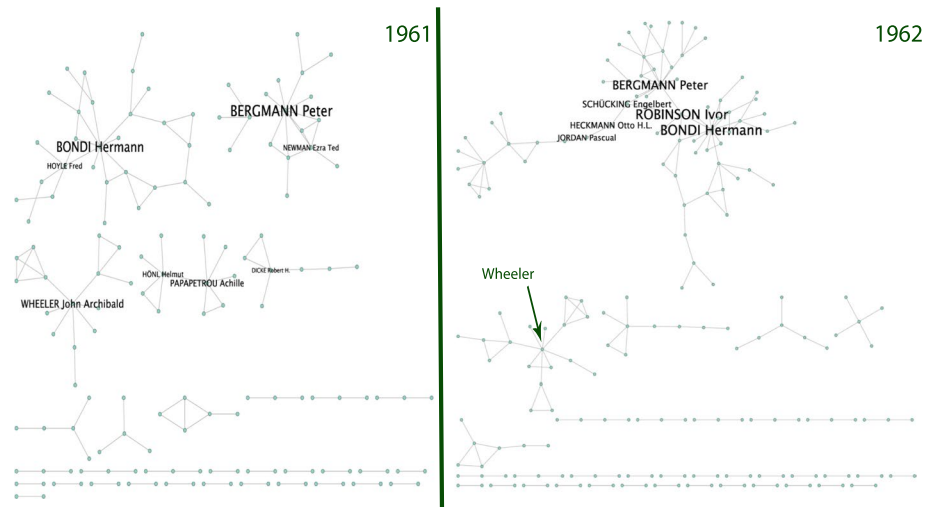 1961
BERGMANN Peter
BONDI Hermann
NEWMAN Ezra Ted
HOYLE Fred
HÖNL Helmut
DICKE Robert H.
PAPAPETROU Achille
WHEELER John Archibald
1962
BERGMANN Peter
SCHÜCKING Engelbert
ROBINSON Ivor
HECKMANN Otto H.L.
BONDI Hermann
JORDAN Pascual
Wheeler